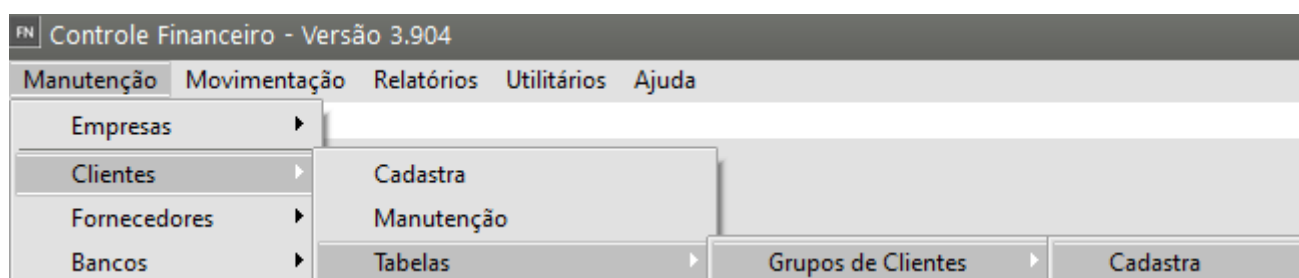 FN Controle Financeiro - Versão 3.904
Manutenção Movimentação Relatórios Utilitários Ajuda
Empresas
Clientes Cadastra
Fornecedores Manutenção
Bancos Tabelas Grupos de Clientes Cadastra